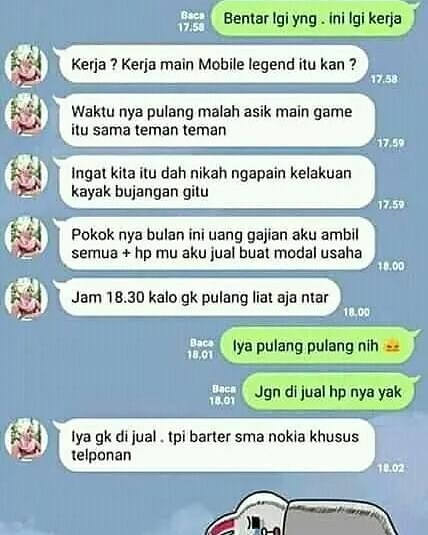 Bentar lgi yng . ini lgi kerja
Baca
17.58
Kerja ? Kerja main Mobile legend itu kan ?
17.58
Waktu nya pulang malah asik main game
itu sama teman teman
17.59
Ingat kita itu dah nikah ngapain kelakuan
kayak bujangan gitu
17.59
Pokok nya bulan ini uang gajian aku ambil
semua + hp mu aku jual buat modal usaha
18.00
Jam 18.30 kalo gk pulang liat aja ntar
18.00
Baca
18.01
Iya pulang pulang nih 😀
Baca
18.01
Jgn di jual hp nya yak
Iya gk di jual . tpi barter sma nokia khusus
telponan
18.02